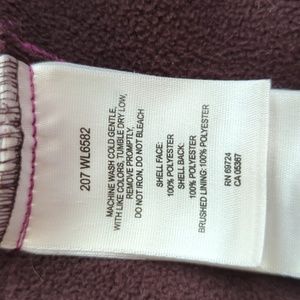 207 WL6582
MACHINE WASH COLD GENTLE,
WITH LIKE COLORS, TUMBLE DRY LOW,
REMOVE PROMPTLY.
DO NOT IRON, DO NOT BLEACH
SHELL FACE:
100% POLYESTER
SHELL BACK:
100% POLYESTER
BRUSHED LINING: 100% POLYESTER
RN 69724
CA 05367